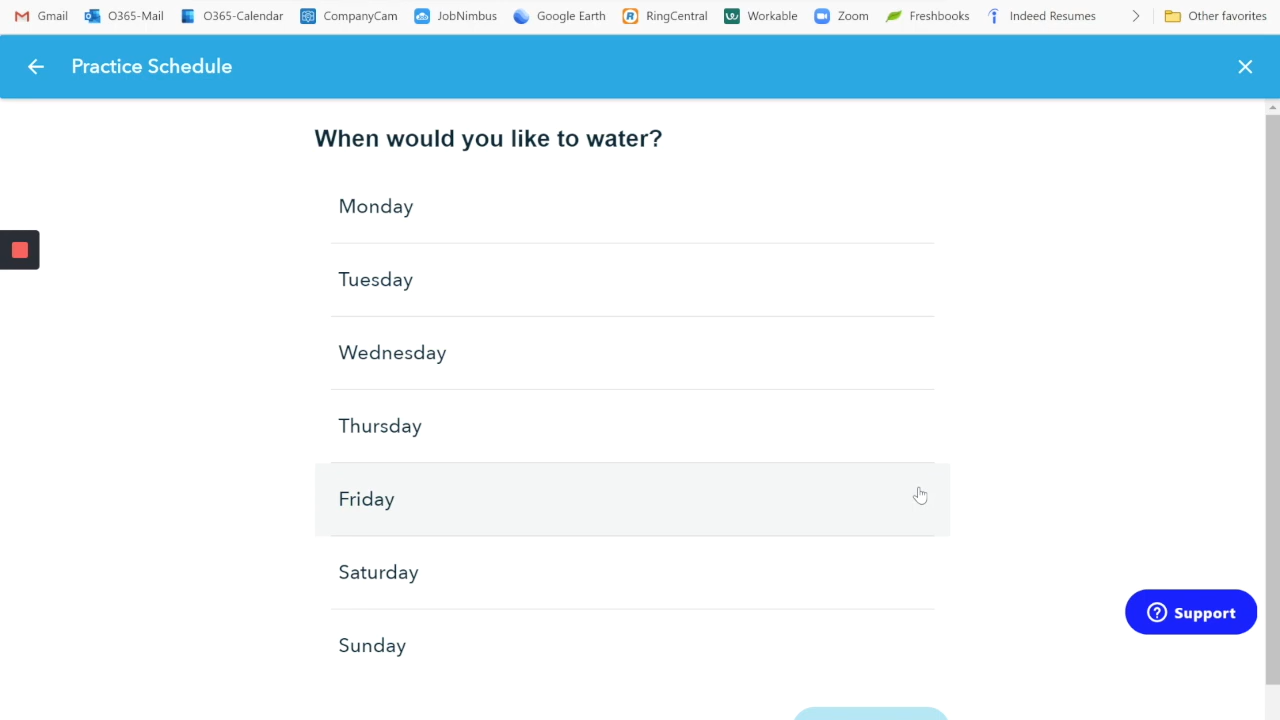 Gmail O365-Mail O365-Calendar CompanyCam JobNimbus Google Earth RingCentral Workable Zoom Freshbooks Indeed Resumes Other favorites
Practice Schedule
When would you like to water?
Monday
Tuesday
Wednesday
Thursday
Friday
Saturday
Sunday
Support